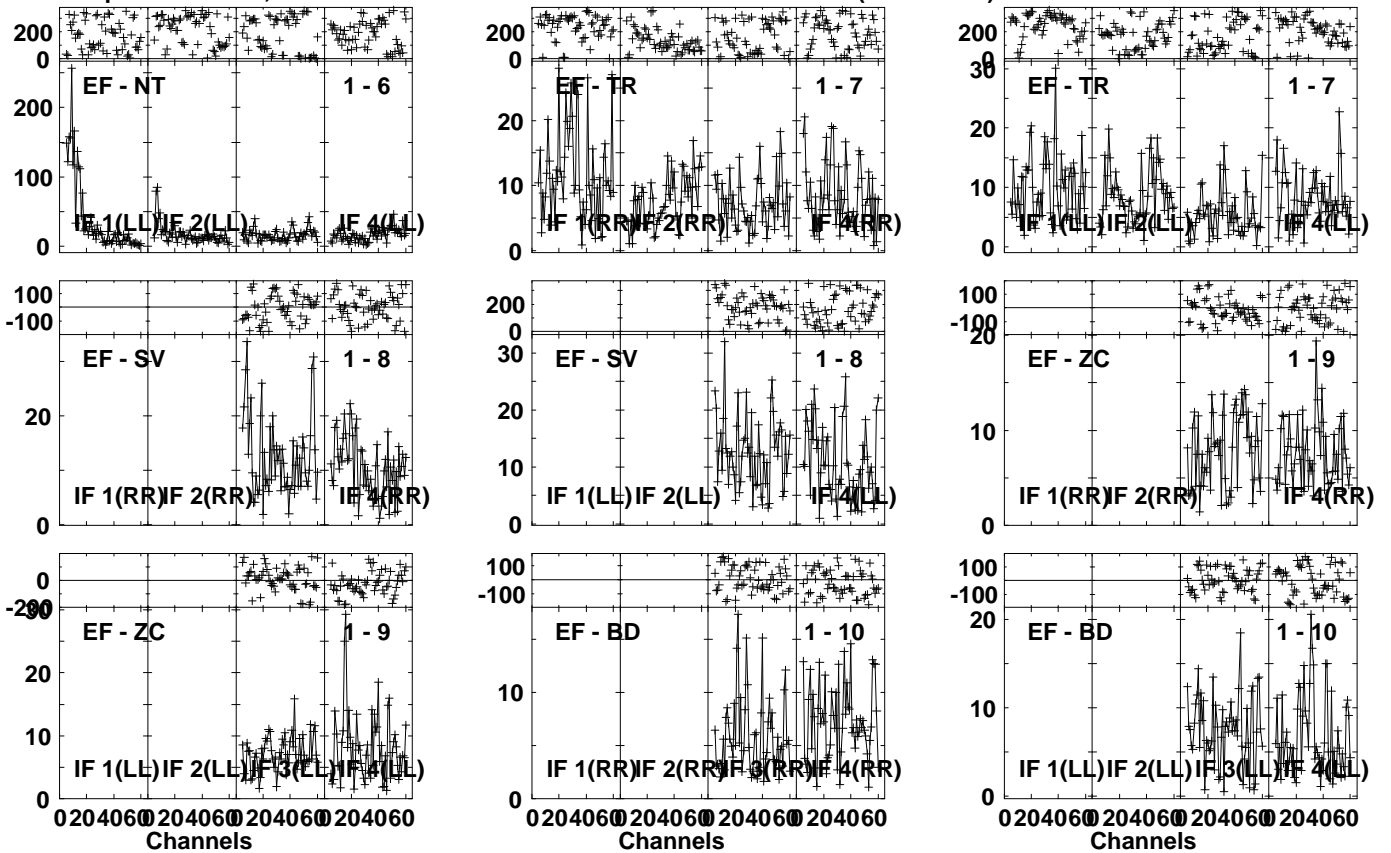 200 200 200
0 0 0
EF - NT 1 - 6 EF - TR 1 - 7 EF - TR 1 - 7
30
200
20 20
100
10 10
IF 1(LL) IF 2(LL) IF 4(LL) IF 1(RR) IF 2(RR) IF 4(RR) IF 1(LL) IF 2(LL) IF 4(LL)
0 0 0
100 200 100
-100 0 -100
20
EF - SV 1 - 8 EF - SV 1 - 8 EF - ZC 1 - 9
30
20 20
10 10
IF 1(RR) IF 2(RR) IF 4(RR) IF 1(LL) IF 2(LL) IF 4(LL) IF 1(RR) IF 2(RR) IF 4(RR)
0 0 0
0 100 100
-200 -100 -100
30 20
EF - ZC 1 - 9 EF - BD 1 - 10 EF - BD 1 - 10
20
10 10 10
IF 1(LL) IF 2(LL) IF 3(LL) IF 4(LL) IF 1(RR) IF 2(RR) IF 3(RR) IF 4(RR) IF 1(LL) IF 2(LL) IF 3(LL) IF 4(LL)
0 0 0
0 20 40 60 0 20 40 60 0 20 40 60 0 20 40 60 0 20 40 60 0 20 40 60 0 20 40 60 0 20 40 60 0 20 40 60 0 20 40 60 0 20 40 60 0 20 40 60
Channels Channels Channels